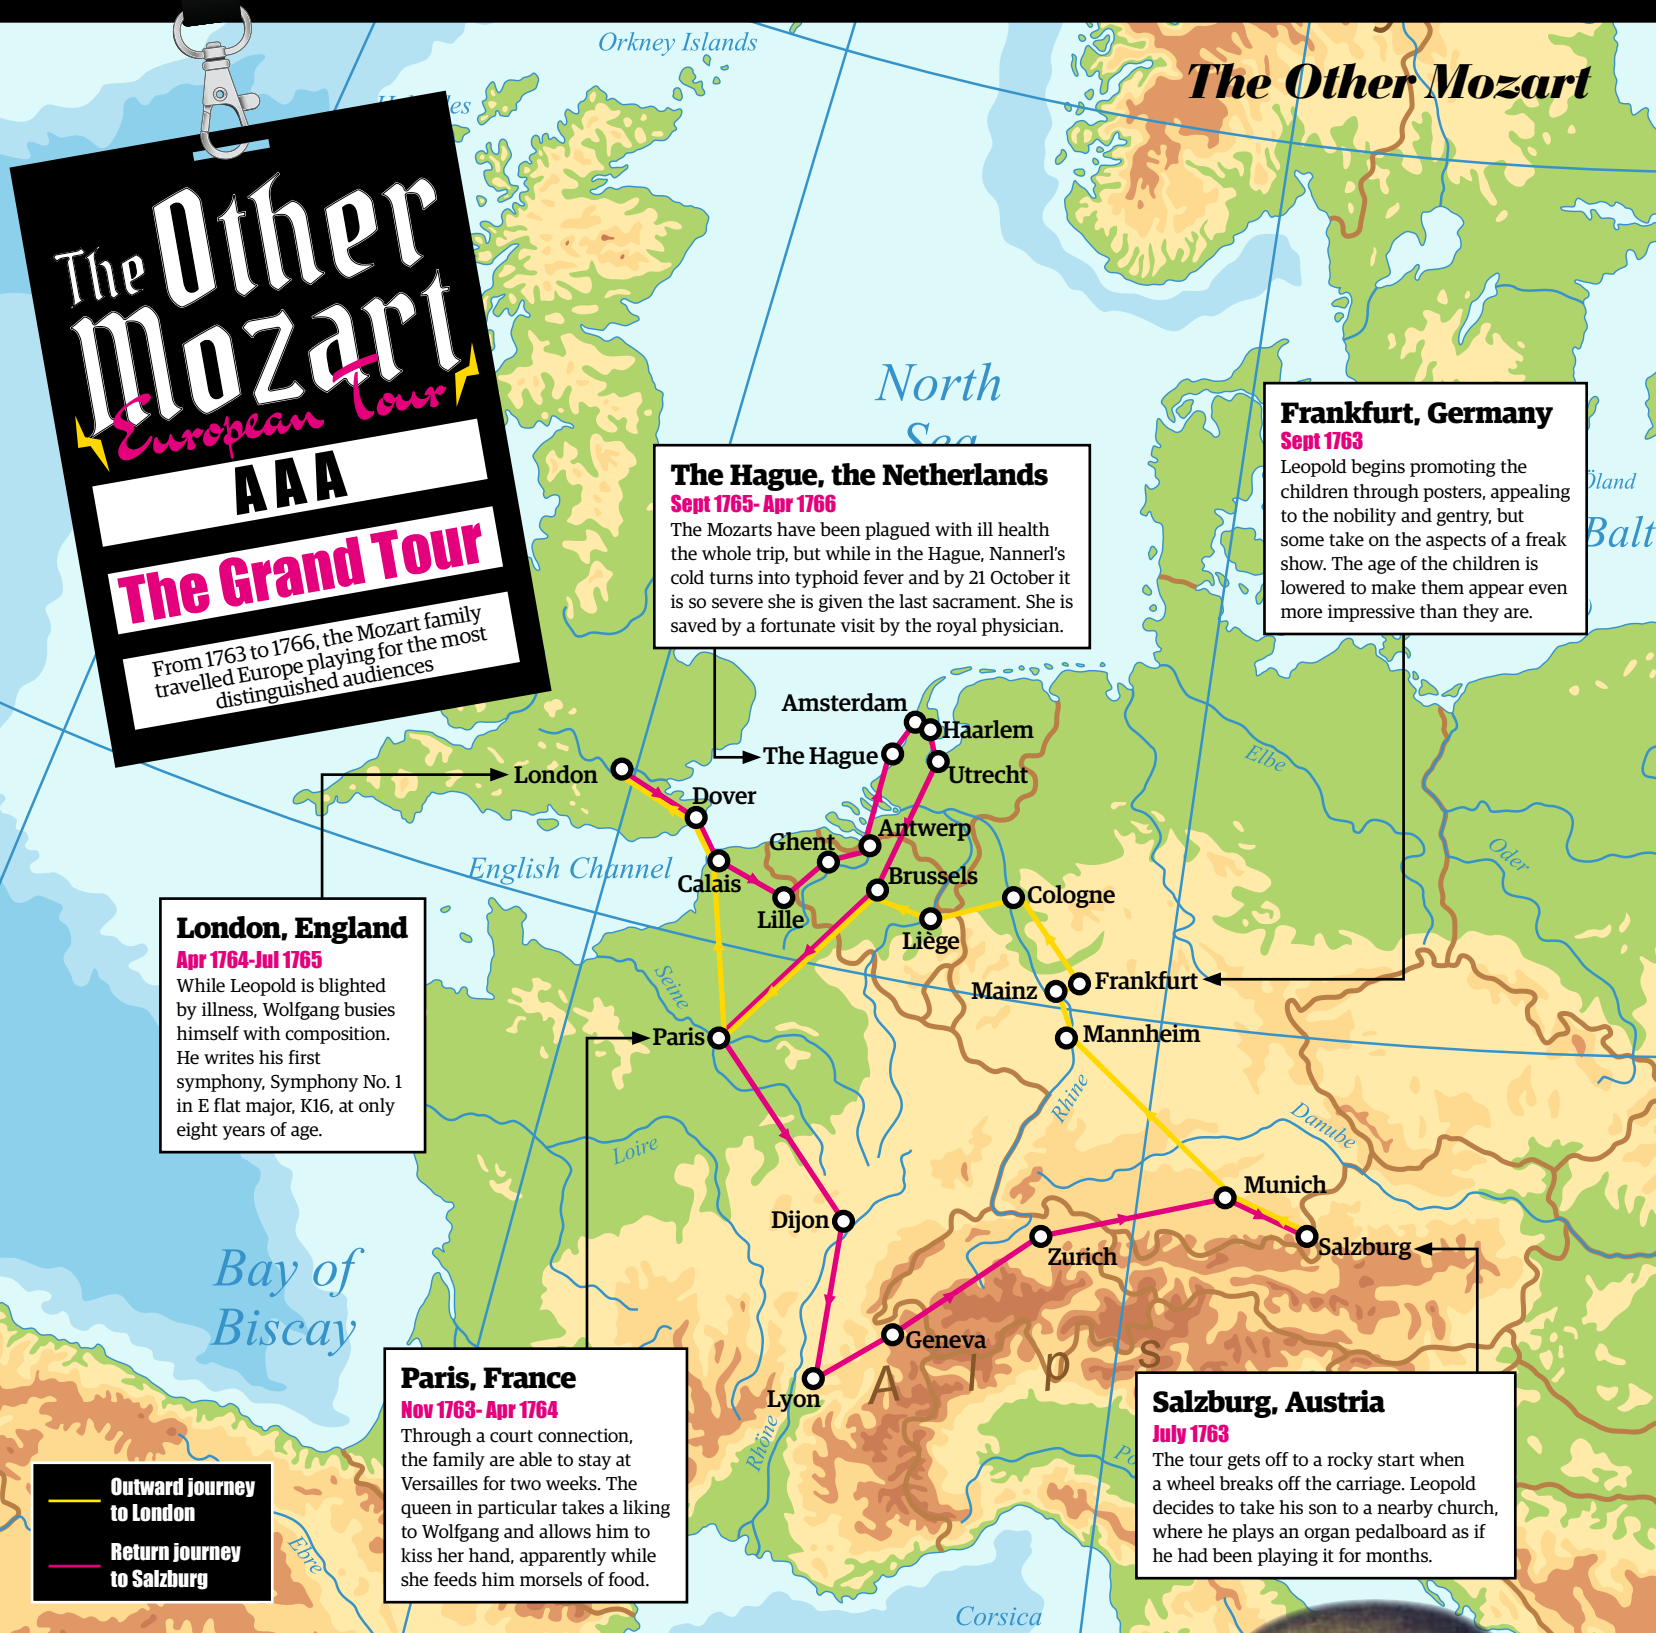 The Other Mozart
Orkney Islands
The Other
Mozart
European Tour
AAA
The Grand Tour
From 1763 to 1766, the Mozart family
travelled Europe playing for the most
distinguished audiences
North
Sea
Öland
Balt
Frankfurt, Germany
Sept 1763
Leopold begins promoting the
children through posters, appealing
to the nobility and gentry, but
some take on the aspects of a freak
show. The age of the children is
lowered to make them appear even
more impressive than they are.
The Hague, the Netherlands
Sept 1765- Apr 1766
The Mozarts have been plagued with ill health
the whole trip, but while in the Hague, Nannerl's
cold turns into typhoid fever and by 21 October it
is so severe she is given the last sacrament. She is
saved by a fortunate visit by the royal physician.
Amsterdam
Haarlem
The Hague
Utrecht
London
Dover
Elbe
Ghent
Antwerp
English Channel
Calais
Brussels
Lille
Liège
Cologne
Oder
Seine
Mainz
Frankfurt
Paris
Mannheim
Rhine
Danube
Loire
Munich
Dijon
Zurich
Salzburg
Geneva
Lyon
Alps
Rhône
Po
Bay of
Biscay
Ebre
Corsica
London, England
Apr 1764-Jul 1765
While Leopold is blighted
by illness, Wolfgang busies
himself with composition.
He writes his first
symphony, Symphony No. 1
in E flat major, K16, at only
eight years of age.
Paris, France
Nov 1763- Apr 1764
Through a court connection,
the family are able to stay at
Versailles for two weeks. The
queen in particular takes a liking
to Wolfgang and allows him to
kiss her hand, apparently while
she feeds him morsels of food.
Salzburg, Austria
July 1763
The tour gets off to a rocky start when
a wheel breaks off the carriage. Leopold
decides to take his son to a nearby church,
where he plays an organ pedalboard as if
he had been playing it for months.
Outward journey
to London
Return journey
to Salzburg